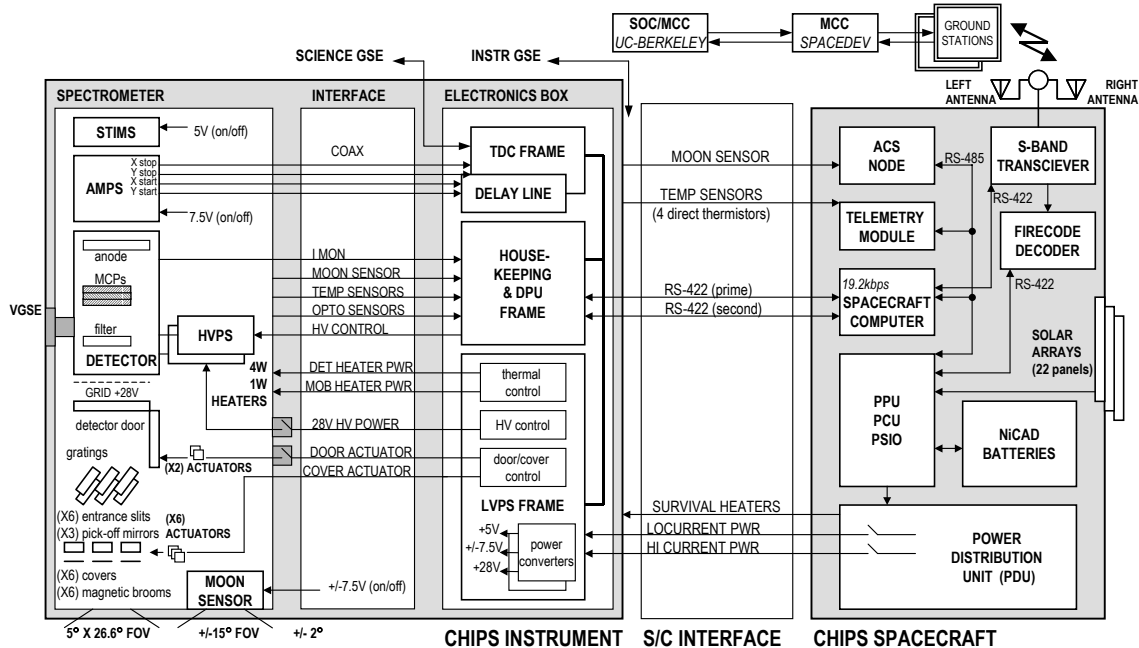 SOC/MCC
UC-BERKELEY
MCC
SPACEDEV
GROUND
STATIONS
SCIENCE GSE
INSTR GSE
LEFT
ANTENNA
RIGHT
ANTENNA
SPECTROMETER
INTERFACE
ELECTRONICS BOX
STIMS
5V (on/off)
AMPS
X stop
Y stop
X start
Y start
7.5V (on/off)
COAX
TDC FRAME
DELAY LINE
MOON SENSOR
ACS
NODE
RS-485
S-BAND
TRANSCIEVER
TEMP SENSORS
(4 direct thermistors)
TELEMETRY
MODULE
RS-422
FIRECODE
DECODER
RS-422
anode
MCPs
filter
DETECTOR
VGSE
HVPS
I MON
MOON SENSOR
TEMP SENSORS
OPTO SENSORS
HV CONTROL
HOUSE-
KEEPING
& DPU
FRAME
RS-422 (prime)
RS-422 (second)
19.2kbps
SPACECRAFT
COMPUTER
SOLAR
ARRAYS
(22 panels)
4W
1W
HEATERS
DET HEATER PWR
MOB HEATER PWR
thermal
control
GRID +28V
detector door
28V HV POWER
HV control
PPU
PCU
PSIO
NiCAD
BATTERIES
gratings
(X2) ACTUATORS
DOOR ACTUATOR
COVER ACTUATOR
door/cover
control
LVPS FRAME
(X6) entrance slits
(X3) pick-off mirrors
(X6)
ACTUATORS
+5V
+/-7.5V
+28V
power
converters
SURVIVAL HEATERS
LOCURRENT PWR
HI CURRENT PWR
POWER
DISTRIBUTION
UNIT (PDU)
(X6) covers
(X6) magnetic brooms
MOON
SENSOR
+/-7.5V (on/off)
5° X 26.6° FOV
+/-15° FOV
+/- 2°
CHIPS INSTRUMENT
S/C INTERFACE
CHIPS SPACECRAFT